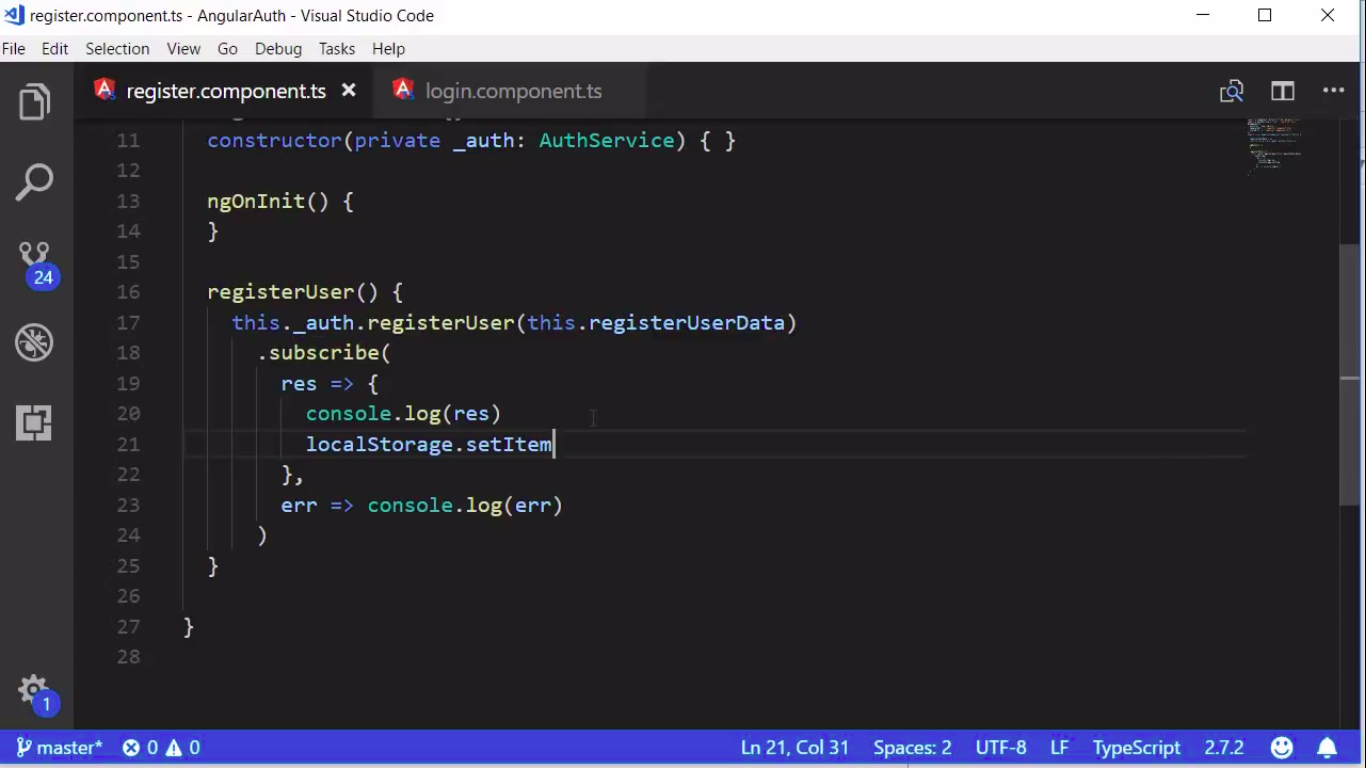 register.component.ts - AngularAuth - Visual Studio Code
File Edit Selection View Go Debug Tasks Help
register.component.ts login.component.ts
11 constructor(private _auth: AuthService) { }
12
13 ngOnInit() {
14 }
15
16 registerUser() {
17 this._auth.registerUser(this.registerUserData)
18 .subscribe(
19 res => {
20 console.log(res)
21 localStorage.setItem
22 },
23 err => console.log(err)
24 )
25 }
26
27 }
28
24
1
master* 0 0 Ln 21, Col 31 Spaces: 2 UTF-8 LF TypeScript 2.7.2